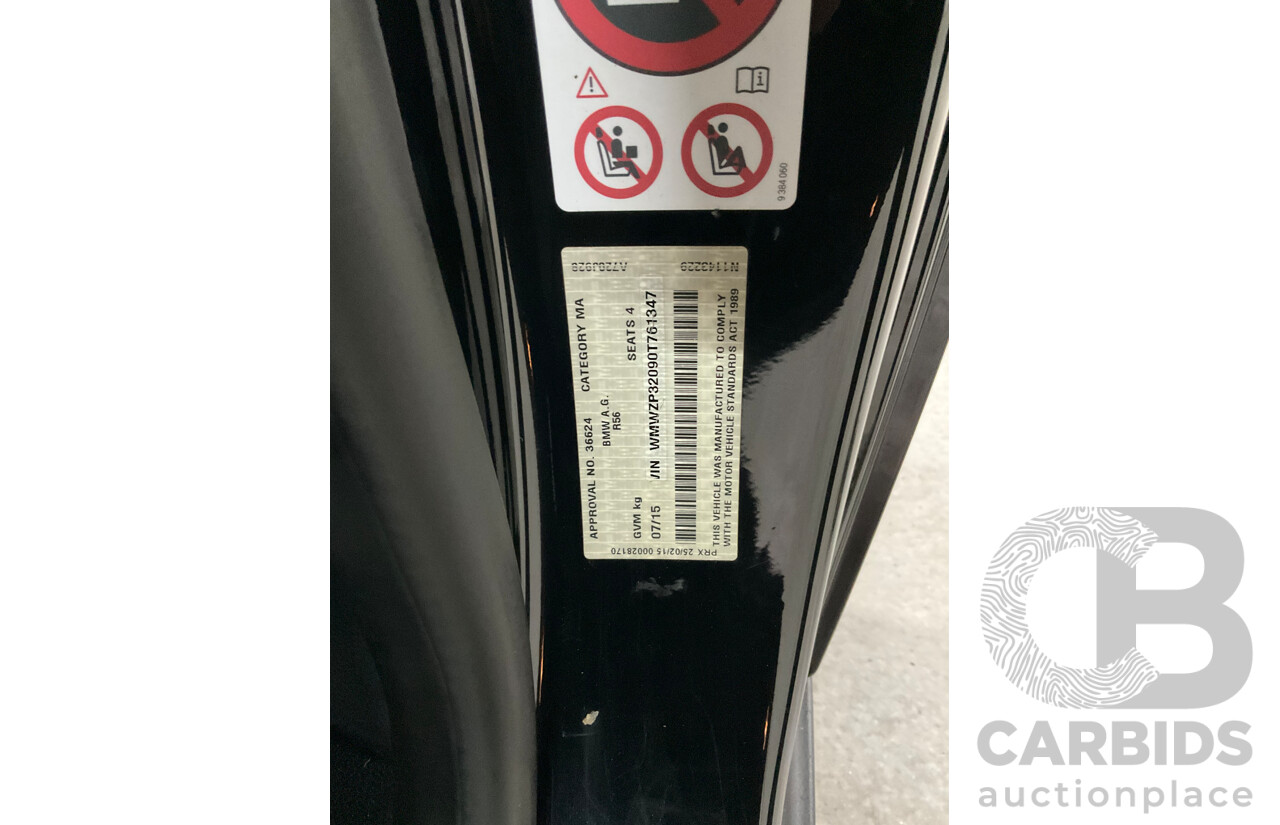 9 384 060
A720J928
N1143229
APPROVAL NO. 36624 CATEGORY MA
BMW A.G.
R56
GVM kg SEATS 4
07/15 VIN WMWZP32090T761347
THIS VEHICLE WAS MANUFACTURED TO COMPLY
WITH THE MOTOR VEHICLE STANDARDS ACT 1989
PRX 25/02/15 00028170
CB
CARBIDS
auctionplace